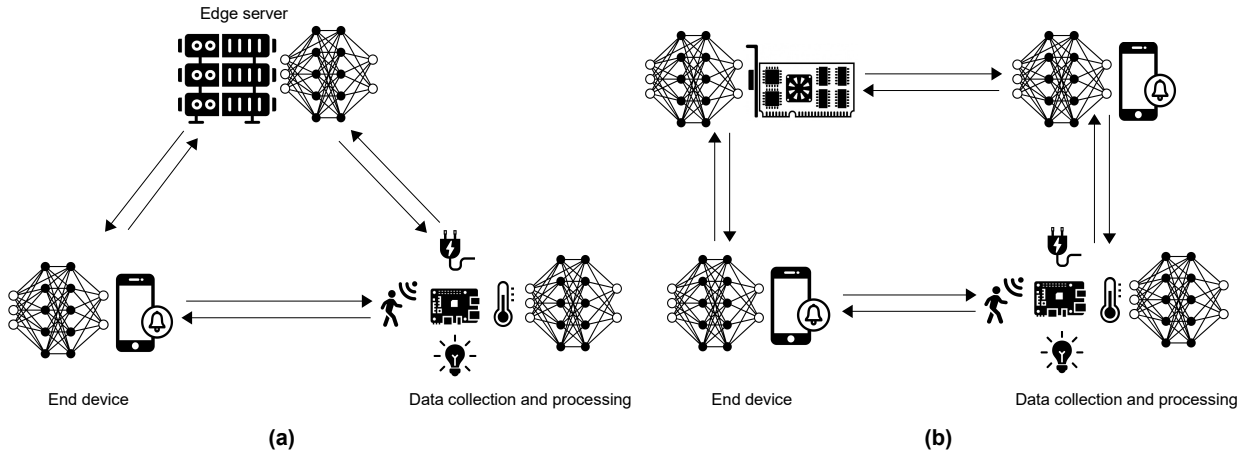 Edge server
End device
Data collection and processing
(a)
End device
Data collection and processing
(b)